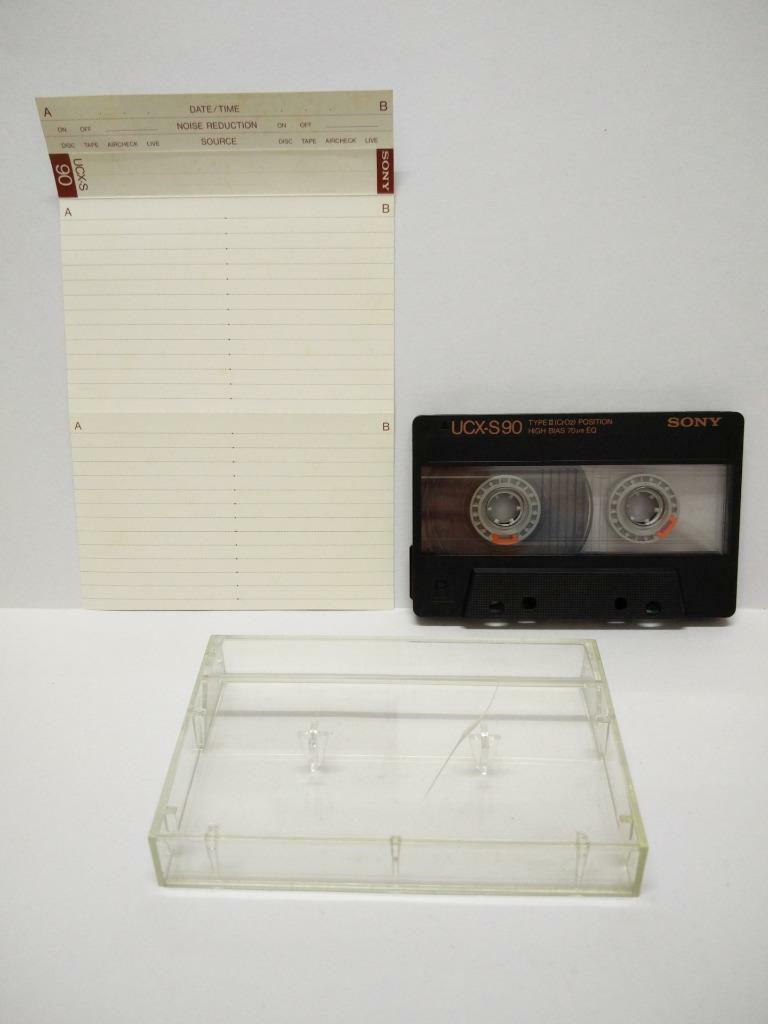 A DATE/TIME B
ON OFF NOISE REDUCTION ON OFF
DISC TAPE AIRCHECK LIVE SOURCE DISC TAPE AIRCHECK LIVE
UCX-S
90
SONY
A B
A B
UCX-S90 TYPE II (CrO2) POSITION SONY
HIGH BIAS 70μs EQ
B